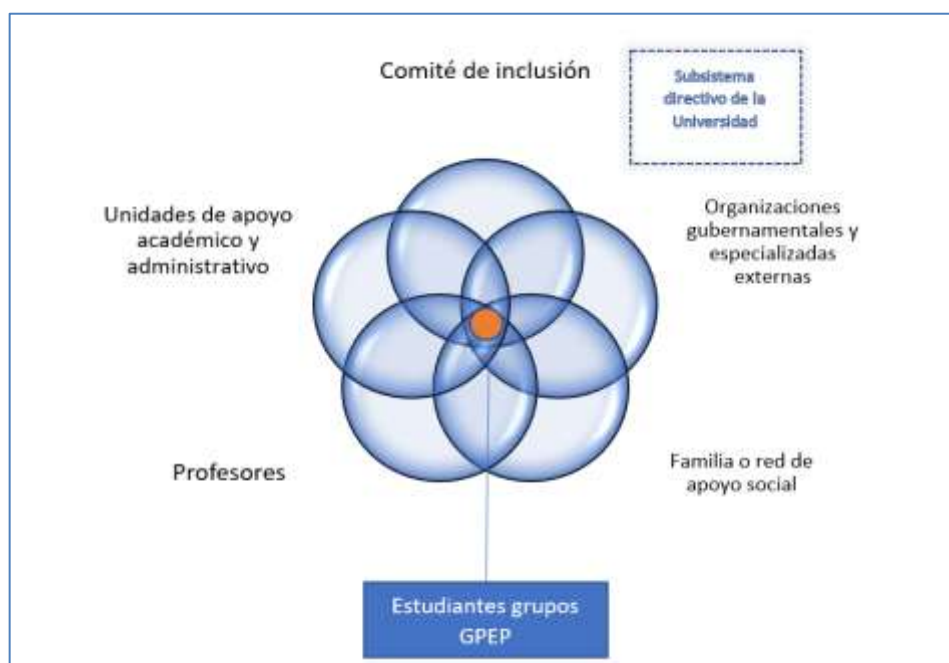 Comité de inclusión
Subsistema
directivo de la
Universidad
Unidades de apoyo
académico y
administrativo
Organizaciones
gubernamentales y
especializadas
externas
Profesores
Familia o red de
apoyo social
Estudiantes grupos
GPEP